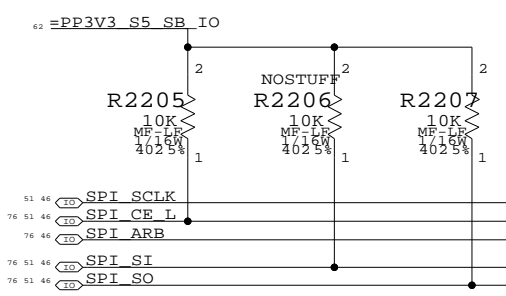 62 =PP3V3_S5_SB_IO
2 2 2
NOSTUFF
R2205 R2206 R2207
10K 10K 10K
MF-LF MF-LF MF-LF
1/16W 1/16W 1/16W
402 5% 402 5% 402 5%
1 1 1
51 46 IO SPI_SCLK
76 51 46 IO SPI_CE_L
76 46 IO SPI_ARB
76 51 46 IO SPI_SI
76 51 46 IO SPI_SO